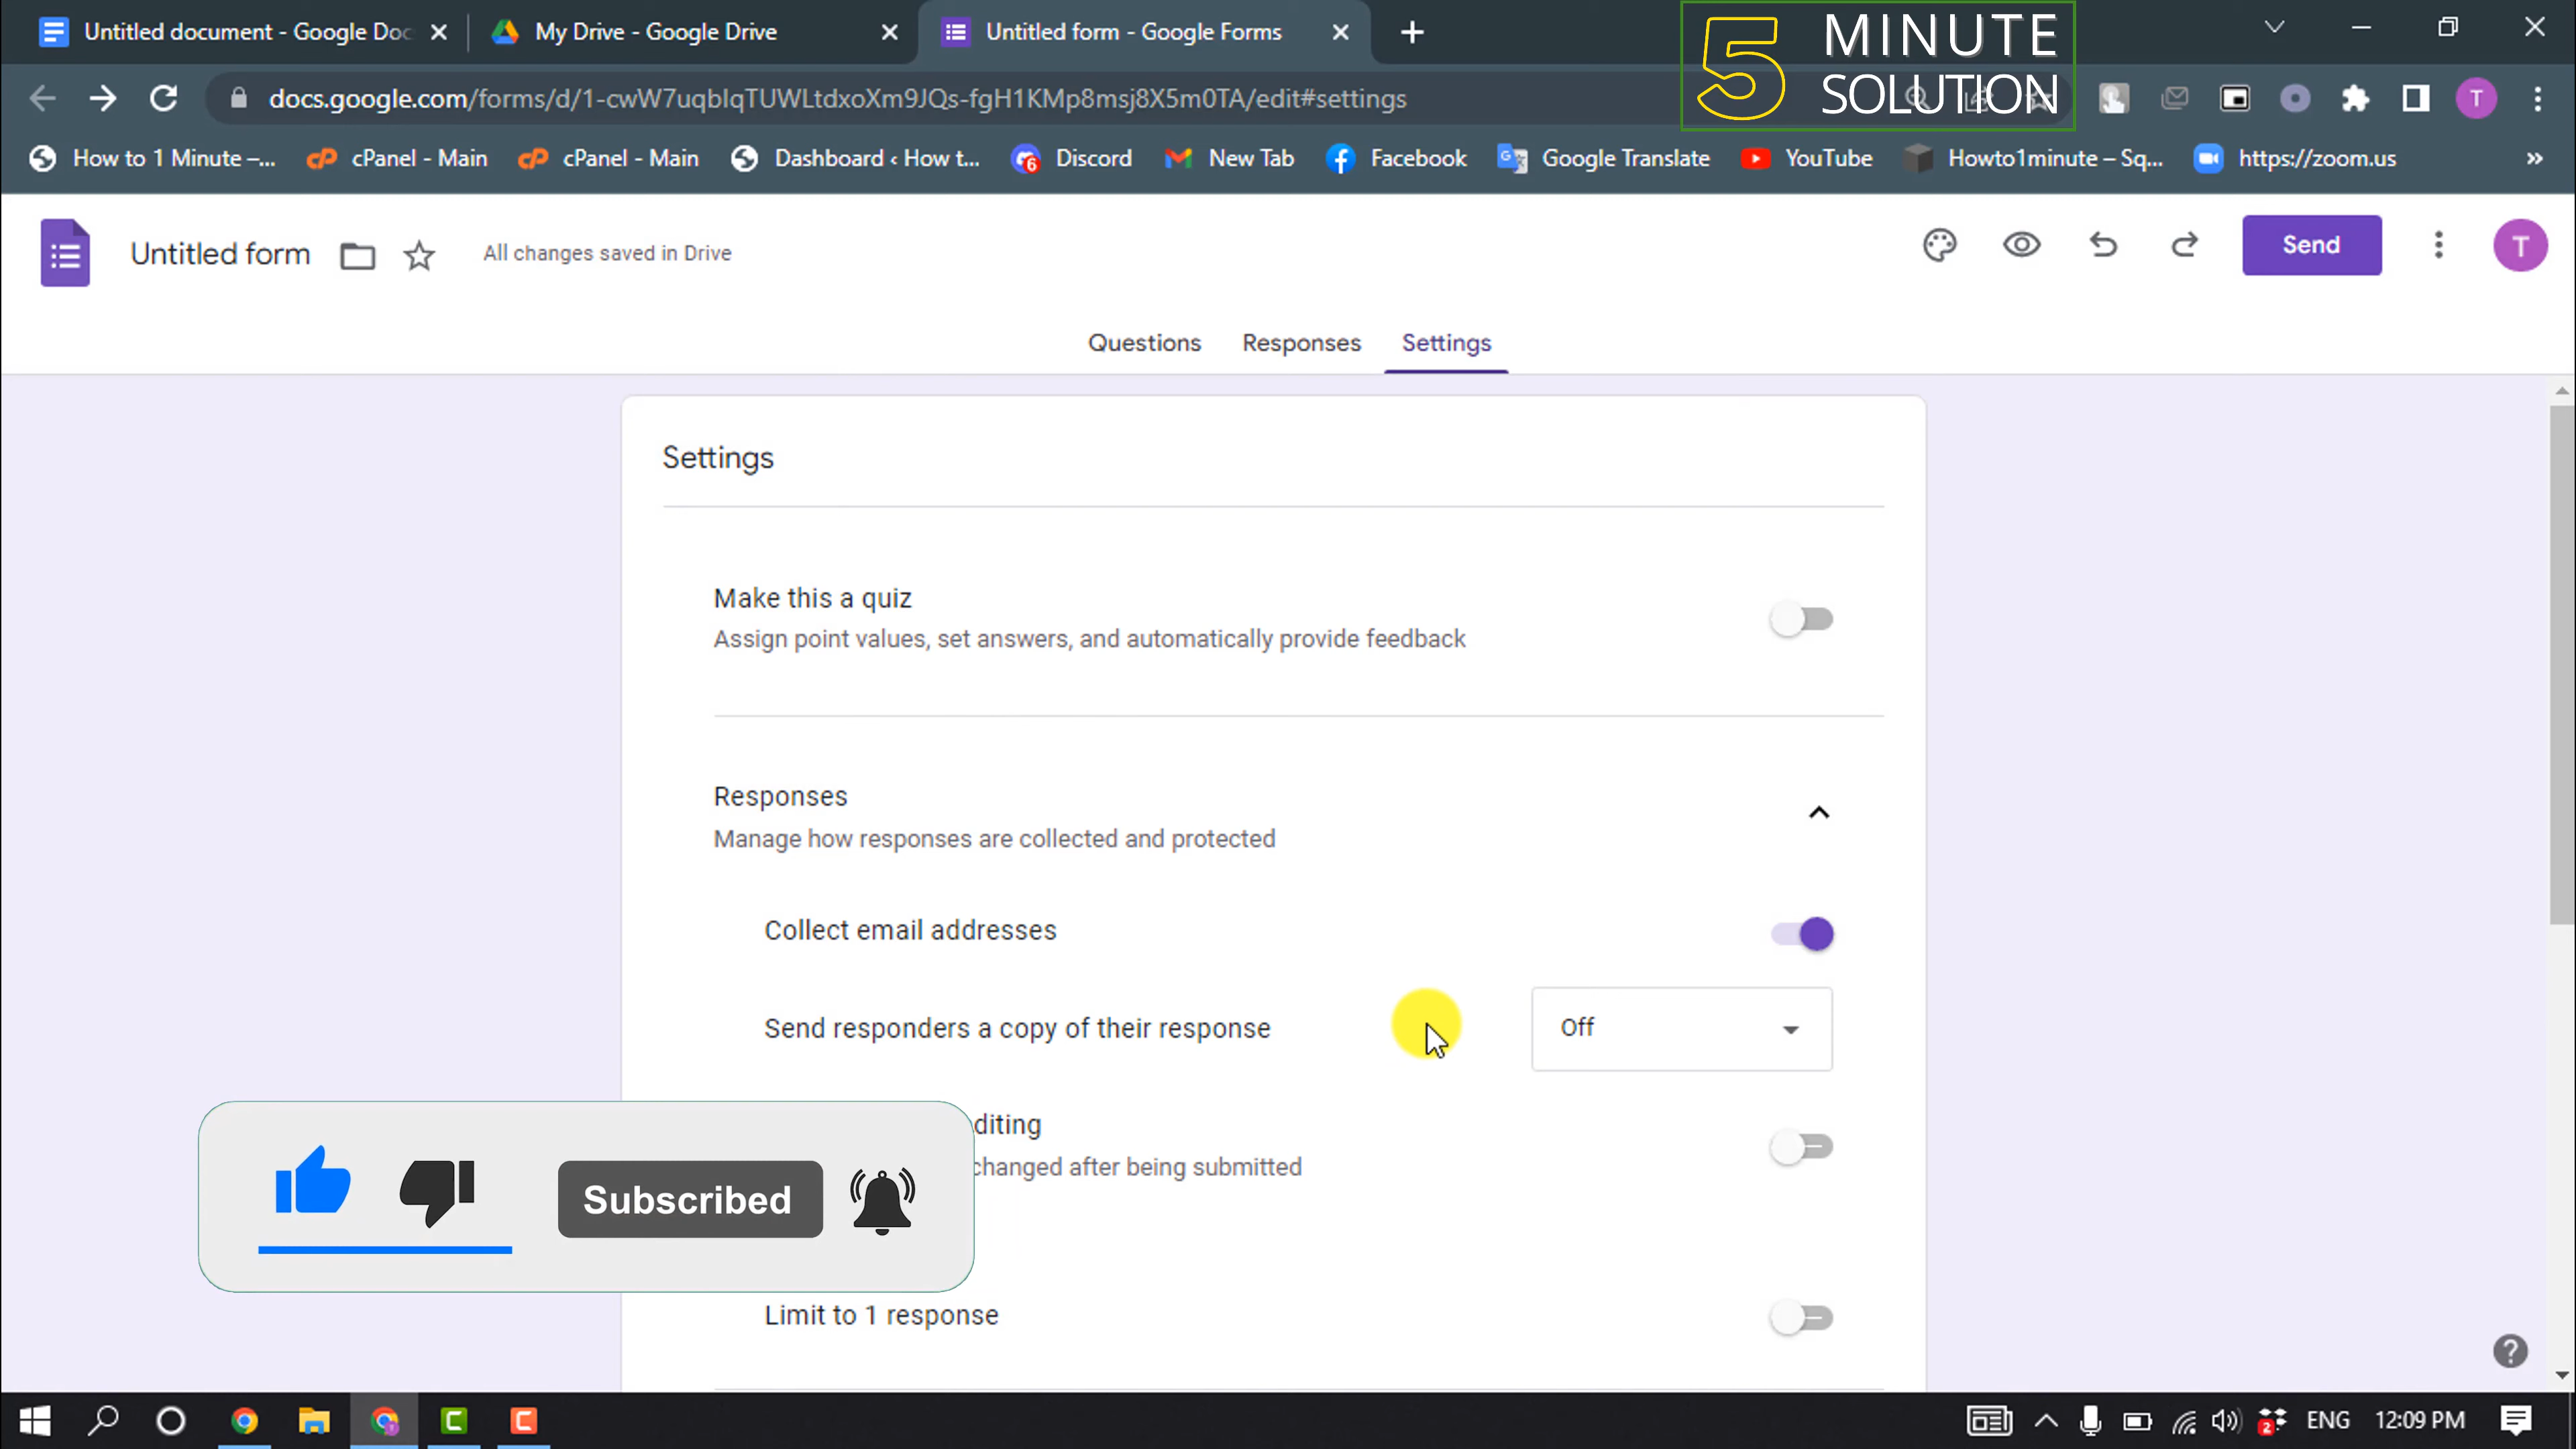 Untitled document - Google Doc
My Drive - Google Drive
Untitled form - Google Forms
5 MINUTE
SOLUTION
docs.google.com/forms/d/1-cwW7uqbIqTUWLtdxoXm9JQs-fgH1KMp8msj8X5m0TA/edit#settings
T
How to 1 Minute –...
cPanel - Main
cPanel - Main
Dashboard ‹ How t...
6
Discord
New Tab
Facebook
Google Translate
YouTube
Howto1minute – Sq...
https://zoom.us
»
Untitled form
All changes saved in Drive
Send
T
Questions
Responses
Settings
Settings
Make this a quiz
Assign point values, set answers, and automatically provide feedback
Responses
Manage how responses are collected and protected
Collect email addresses
Send responders a copy of their response
Off
diting
changed after being submitted
Subscribed
Limit to 1 response
?
2
ENG
12:09 PM